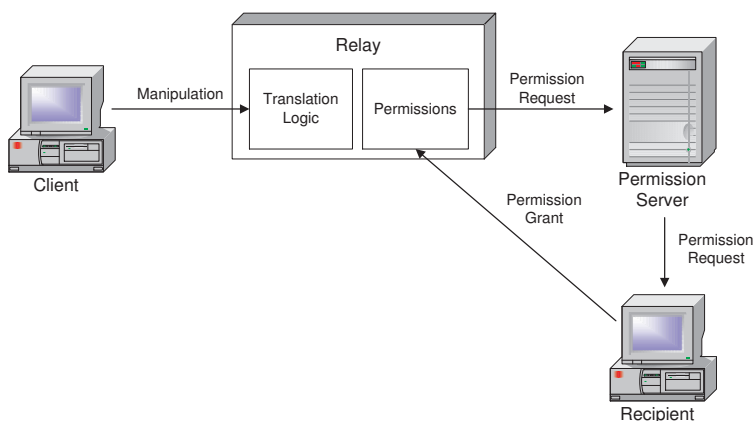 Relay
Manipulation
Translation
Logic
Permissions
Permission
Request
Client
Permission
Server
Permission
Grant
Permission
Request
Recipient